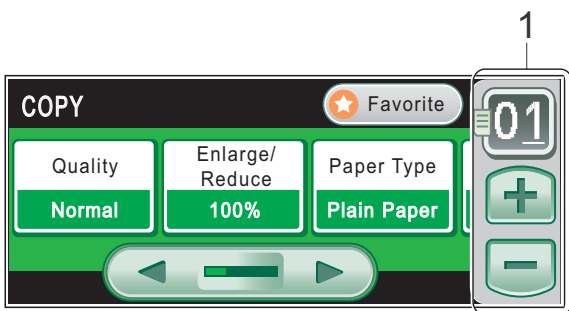 1
COPY
Favorite
01
Quality
Normal
Enlarge/
Reduce
100%
Paper Type
Plain Paper